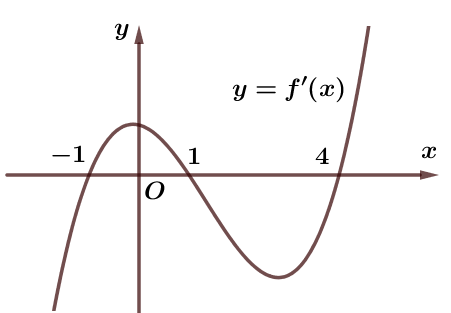 y
y = f′(x)
−1 1 4 x
O